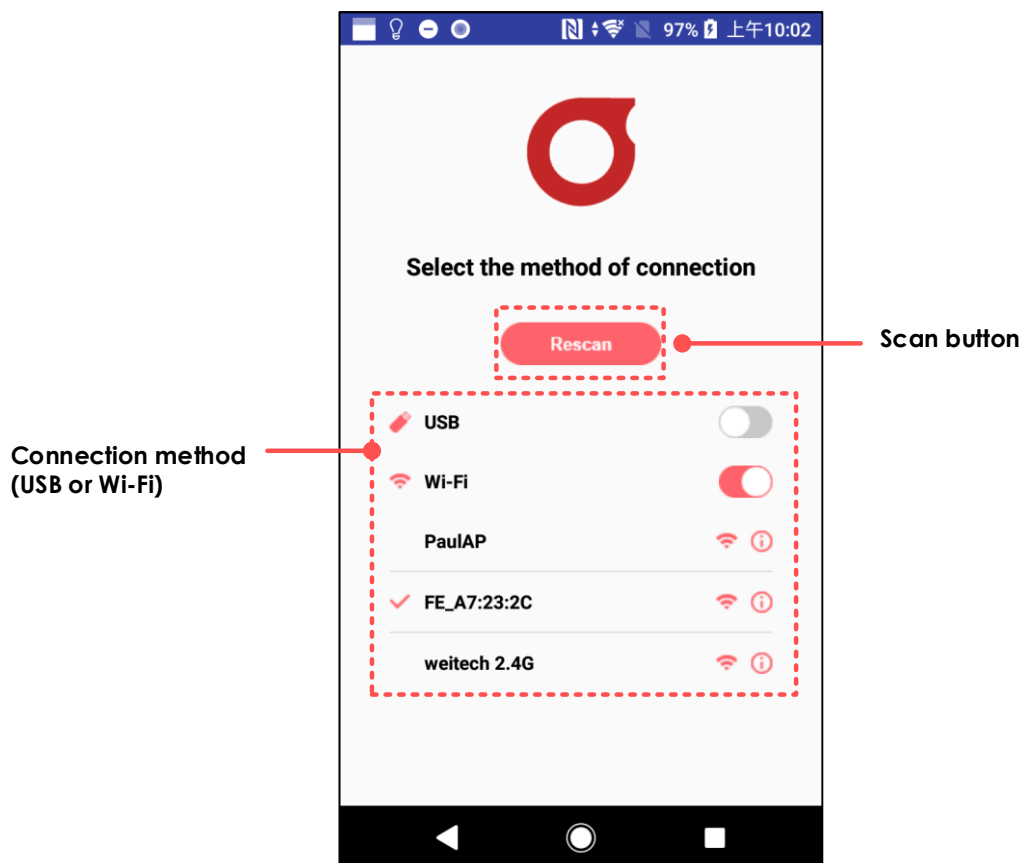 97% 上午10:02
Select the method of connection
Rescan
Scan button
USB
Connection method
(USB or Wi-Fi)
Wi-Fi
PaulAP
FE_A7:23:2C
weitech 2.4G